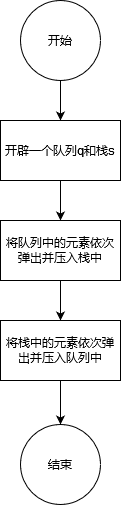 开始
开辟一个队列q和栈s
将队列中的元素依次
弹出并压入栈中
将栈中的元素依次弹
出并压入队列中
结束